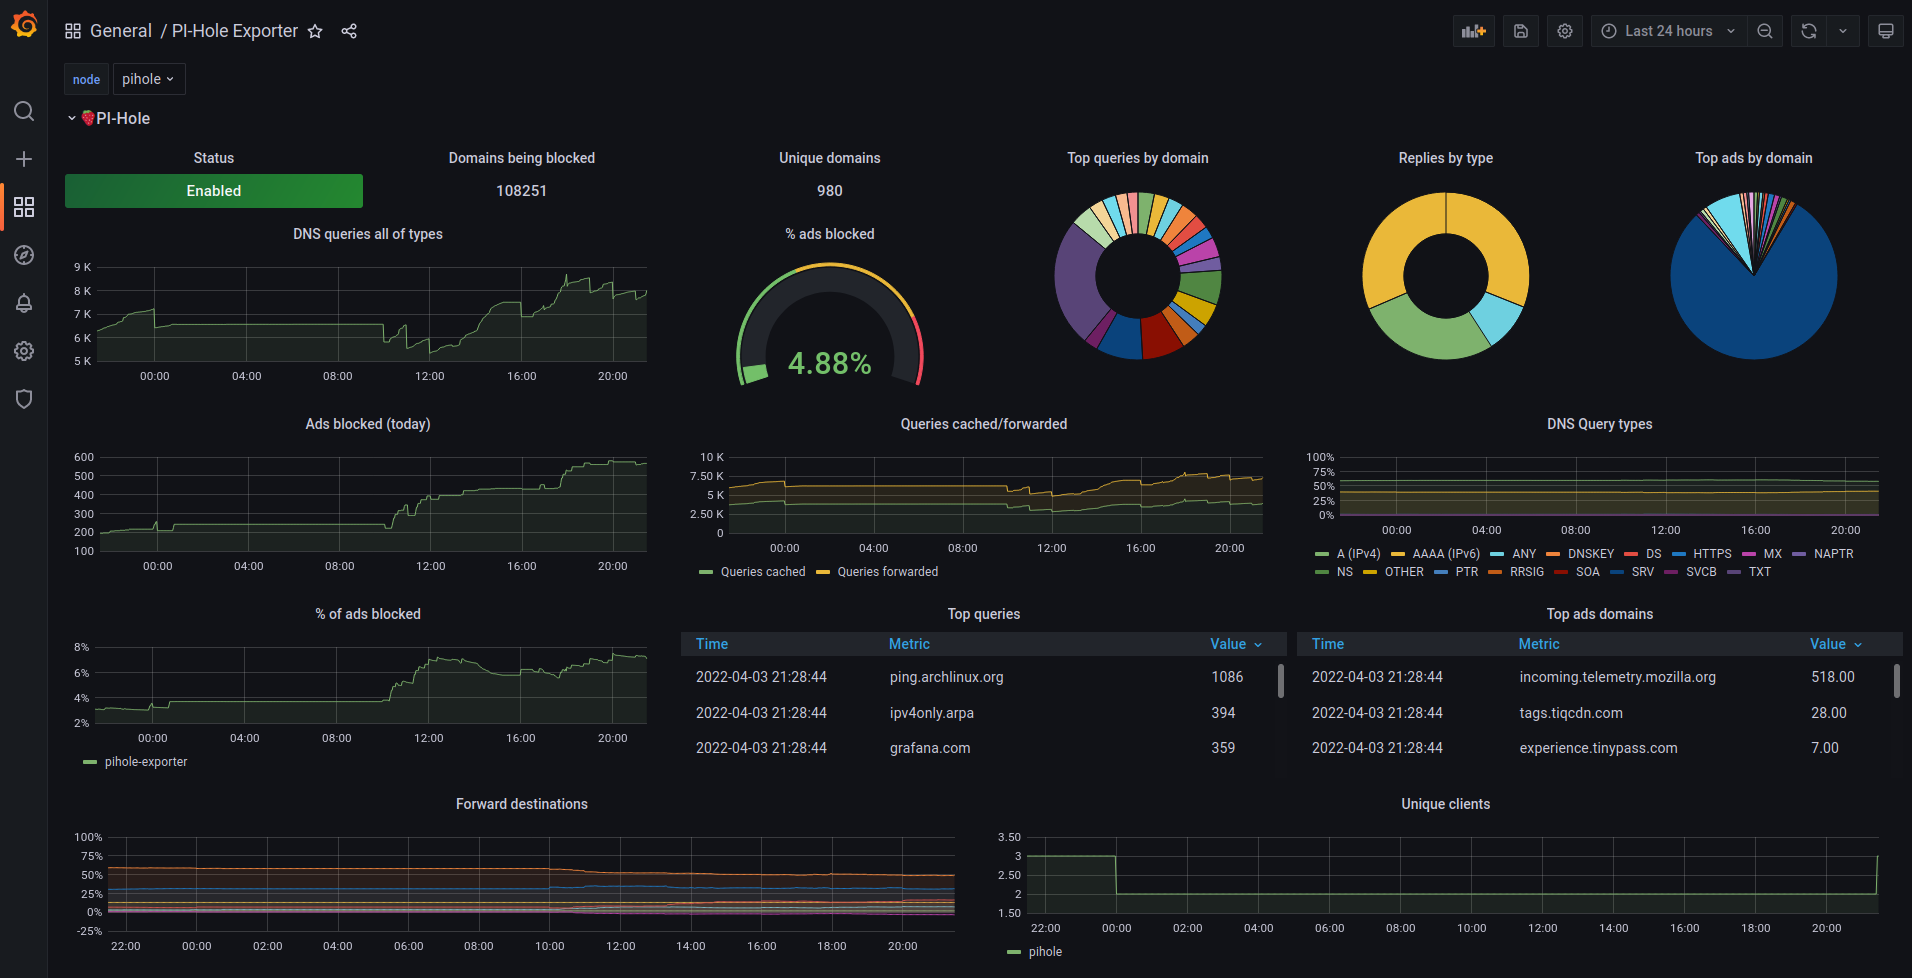 General / PI-Hole Exporter
Last 24 hours
node pihole
PI-Hole
Status
Enabled
Domains being blocked
108251
Unique domains
980
Top queries by domain
Replies by type
Top ads by domain
DNS queries all of types
9 K
8 K
7 K
6 K
5 K
00:00 04:00 08:00 12:00 16:00 20:00
% ads blocked
4.88%
Ads blocked (today)
600
500
400
300
200
100
00:00 04:00 08:00 12:00 16:00 20:00
Queries cached/forwarded
10 K
7.50 K
5 K
2.50 K
0
00:00 04:00 08:00 12:00 16:00 20:00
Queries cached Queries forwarded
DNS Query types
100%
75%
50%
25%
0%
00:00 04:00 08:00 12:00 16:00 20:00
A (IPv4) AAAA (IPv6) ANY DNSKEY DS HTTPS MX NAPTR
NS OTHER PTR RRSIG SOA SRV SVCB TXT
% of ads blocked
8%
6%
4%
2%
00:00 04:00 08:00 12:00 16:00 20:00
pihole-exporter
Top queries
Time Metric Value
2022-04-03 21:28:44 ping.archlinux.org 1086
2022-04-03 21:28:44 ipv4only.arpa 394
2022-04-03 21:28:44 grafana.com 359
Top ads domains
Time Metric Value
2022-04-03 21:28:44 incoming.telemetry.mozilla.org 518.00
2022-04-03 21:28:44 tags.tiqcdn.com 28.00
2022-04-03 21:28:44 experience.tinypass.com 7.00
Forward destinations
100%
75%
50%
25%
0%
-25%
22:00 00:00 02:00 04:00 06:00 08:00 10:00 12:00 14:00 16:00 18:00 20:00
Unique clients
3.50
3
2.50
2
1.50
22:00 00:00 02:00 04:00 06:00 08:00 10:00 12:00 14:00 16:00 18:00 20:00
pihole